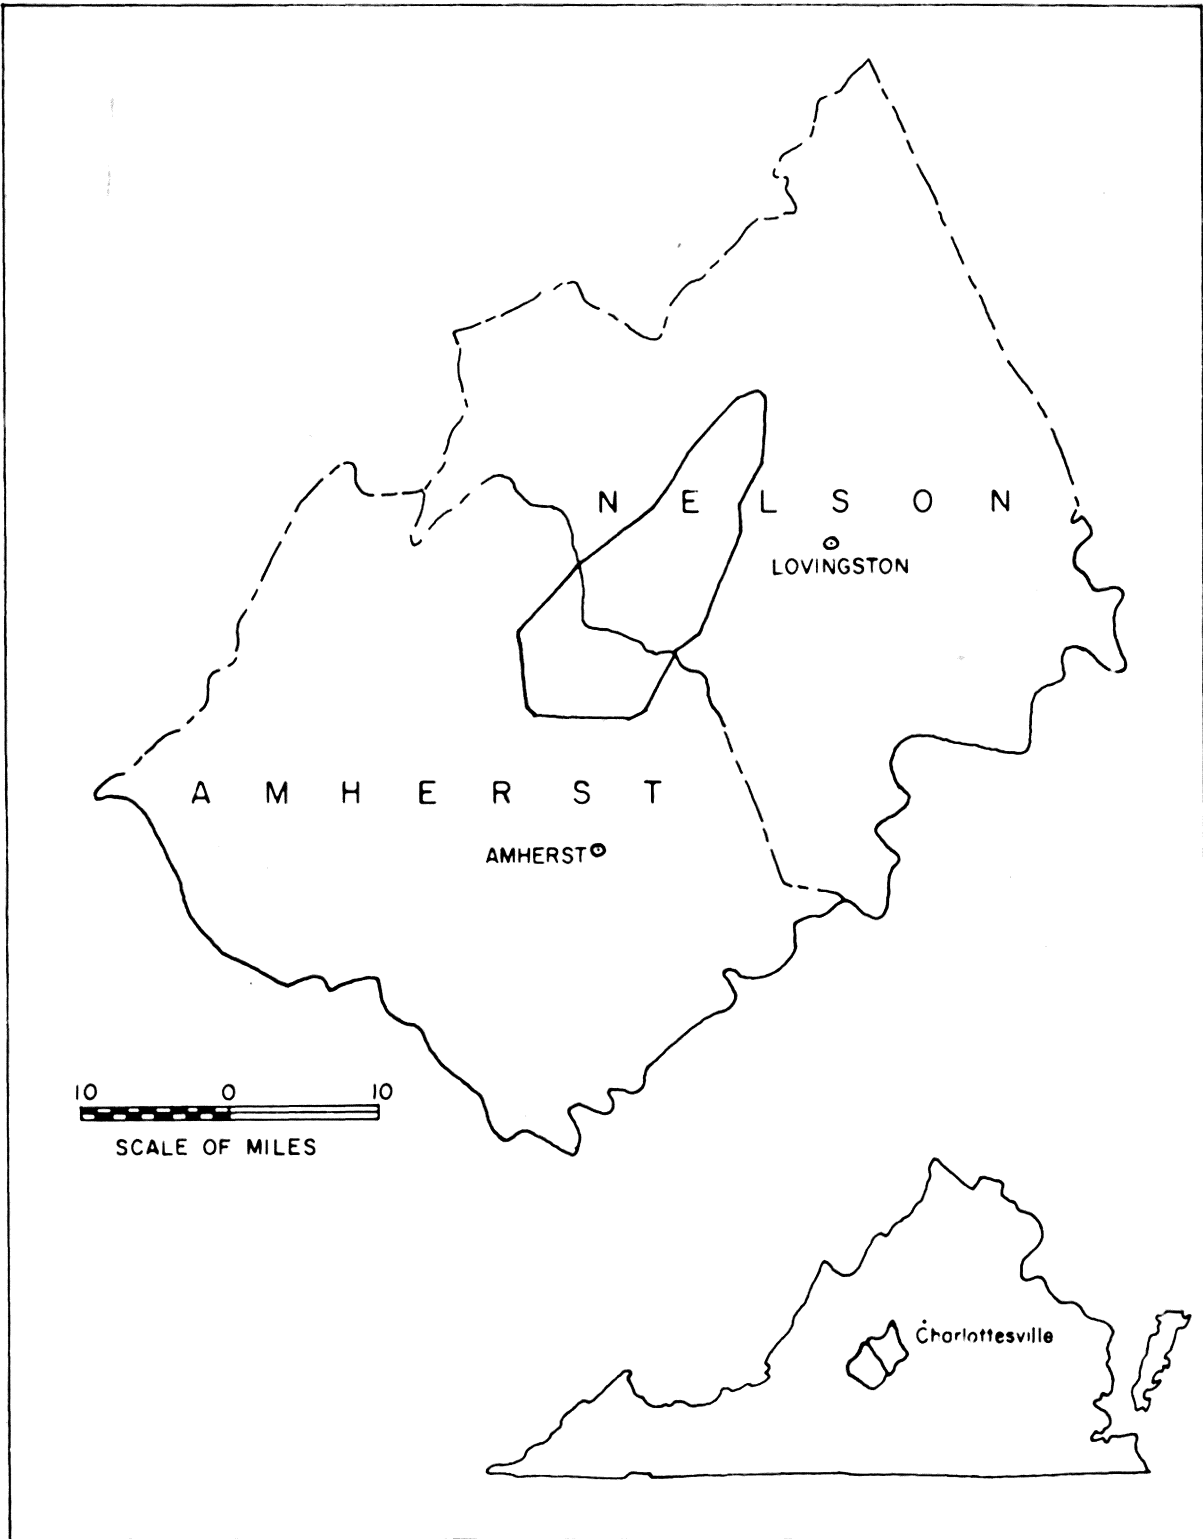 N E L S O N
LOVINGSTON
A M H E R S T
AMHERST
10 0 10
SCALE OF MILES
Charlottesville